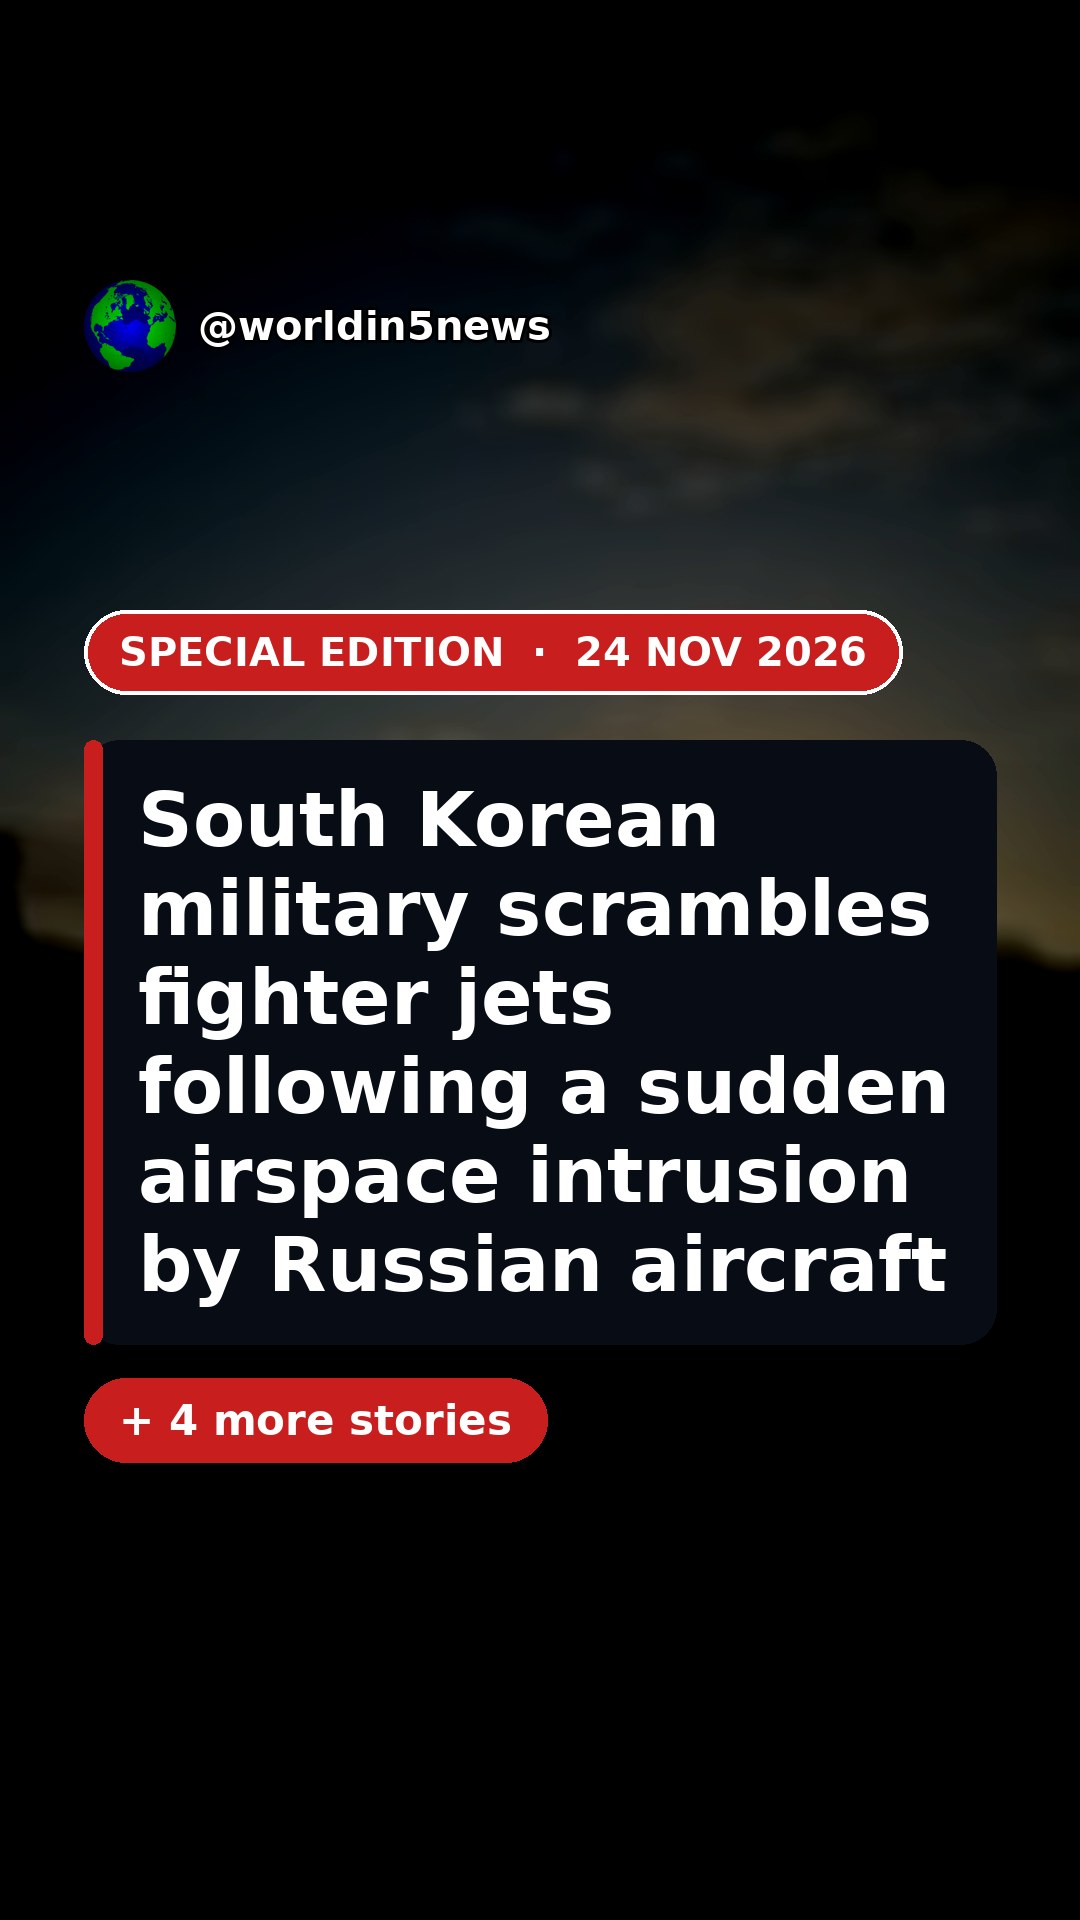 @worldin5news
SPECIAL EDITION · 24 NOV 2026
South Korean
military scrambles
fighter jets
following a sudden
airspace intrusion
by Russian aircraft
+ 4 more stories